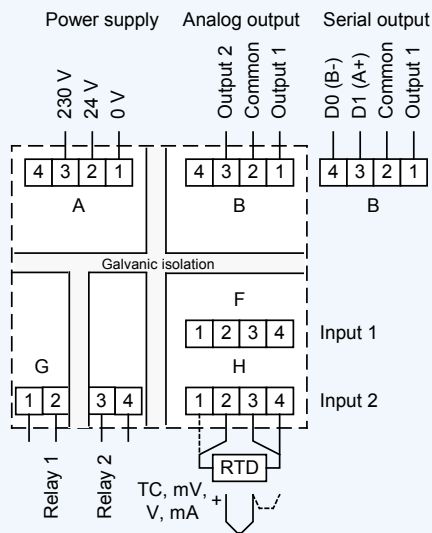 Power supply
Analog output
Serial output
230 V
24 V
0 V
Output 2
Common
Output 1
D0 (B-)
D1 (A+)
Common
Output 1
4 3 2 1
4 3 2 1
4 3 2 1
A
B
B
Galvanic isolation
F
1 2 3 4
Input 1
G
H
1 2
3 4
1 2 3 4
Input 2
Relay 1
Relay 2
RTD
TC, mV,
V, mA
+